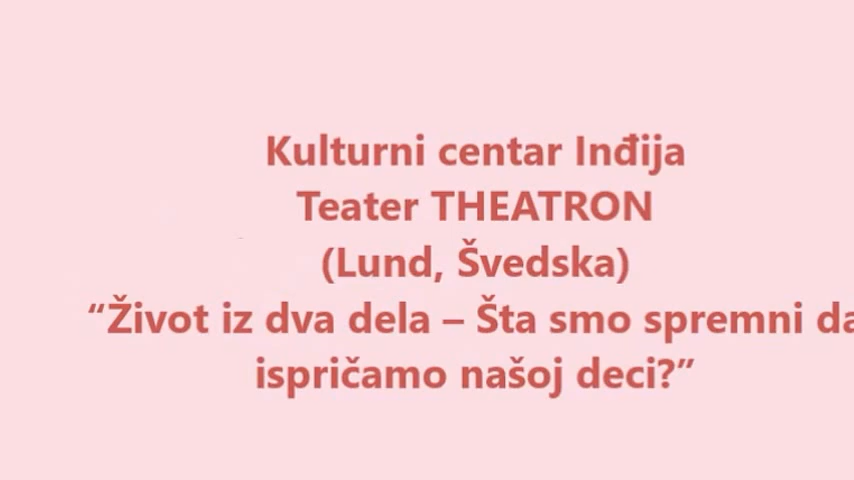 Kulturni centar Inđija
Teater THEATRON
(Lund, Švedska)
“Život iz dva dela – Šta smo spremni da
ispričamo našoj deci?”